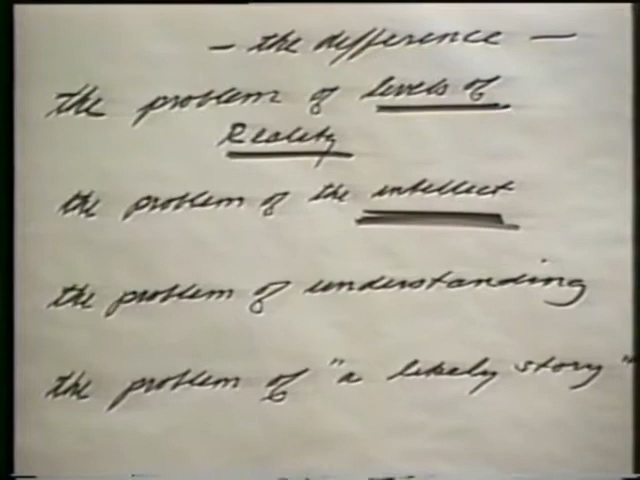 — the difference —
the problem of levels of
Reality
the problem of the intellect
the problem of understanding
the problem of "a likely story"